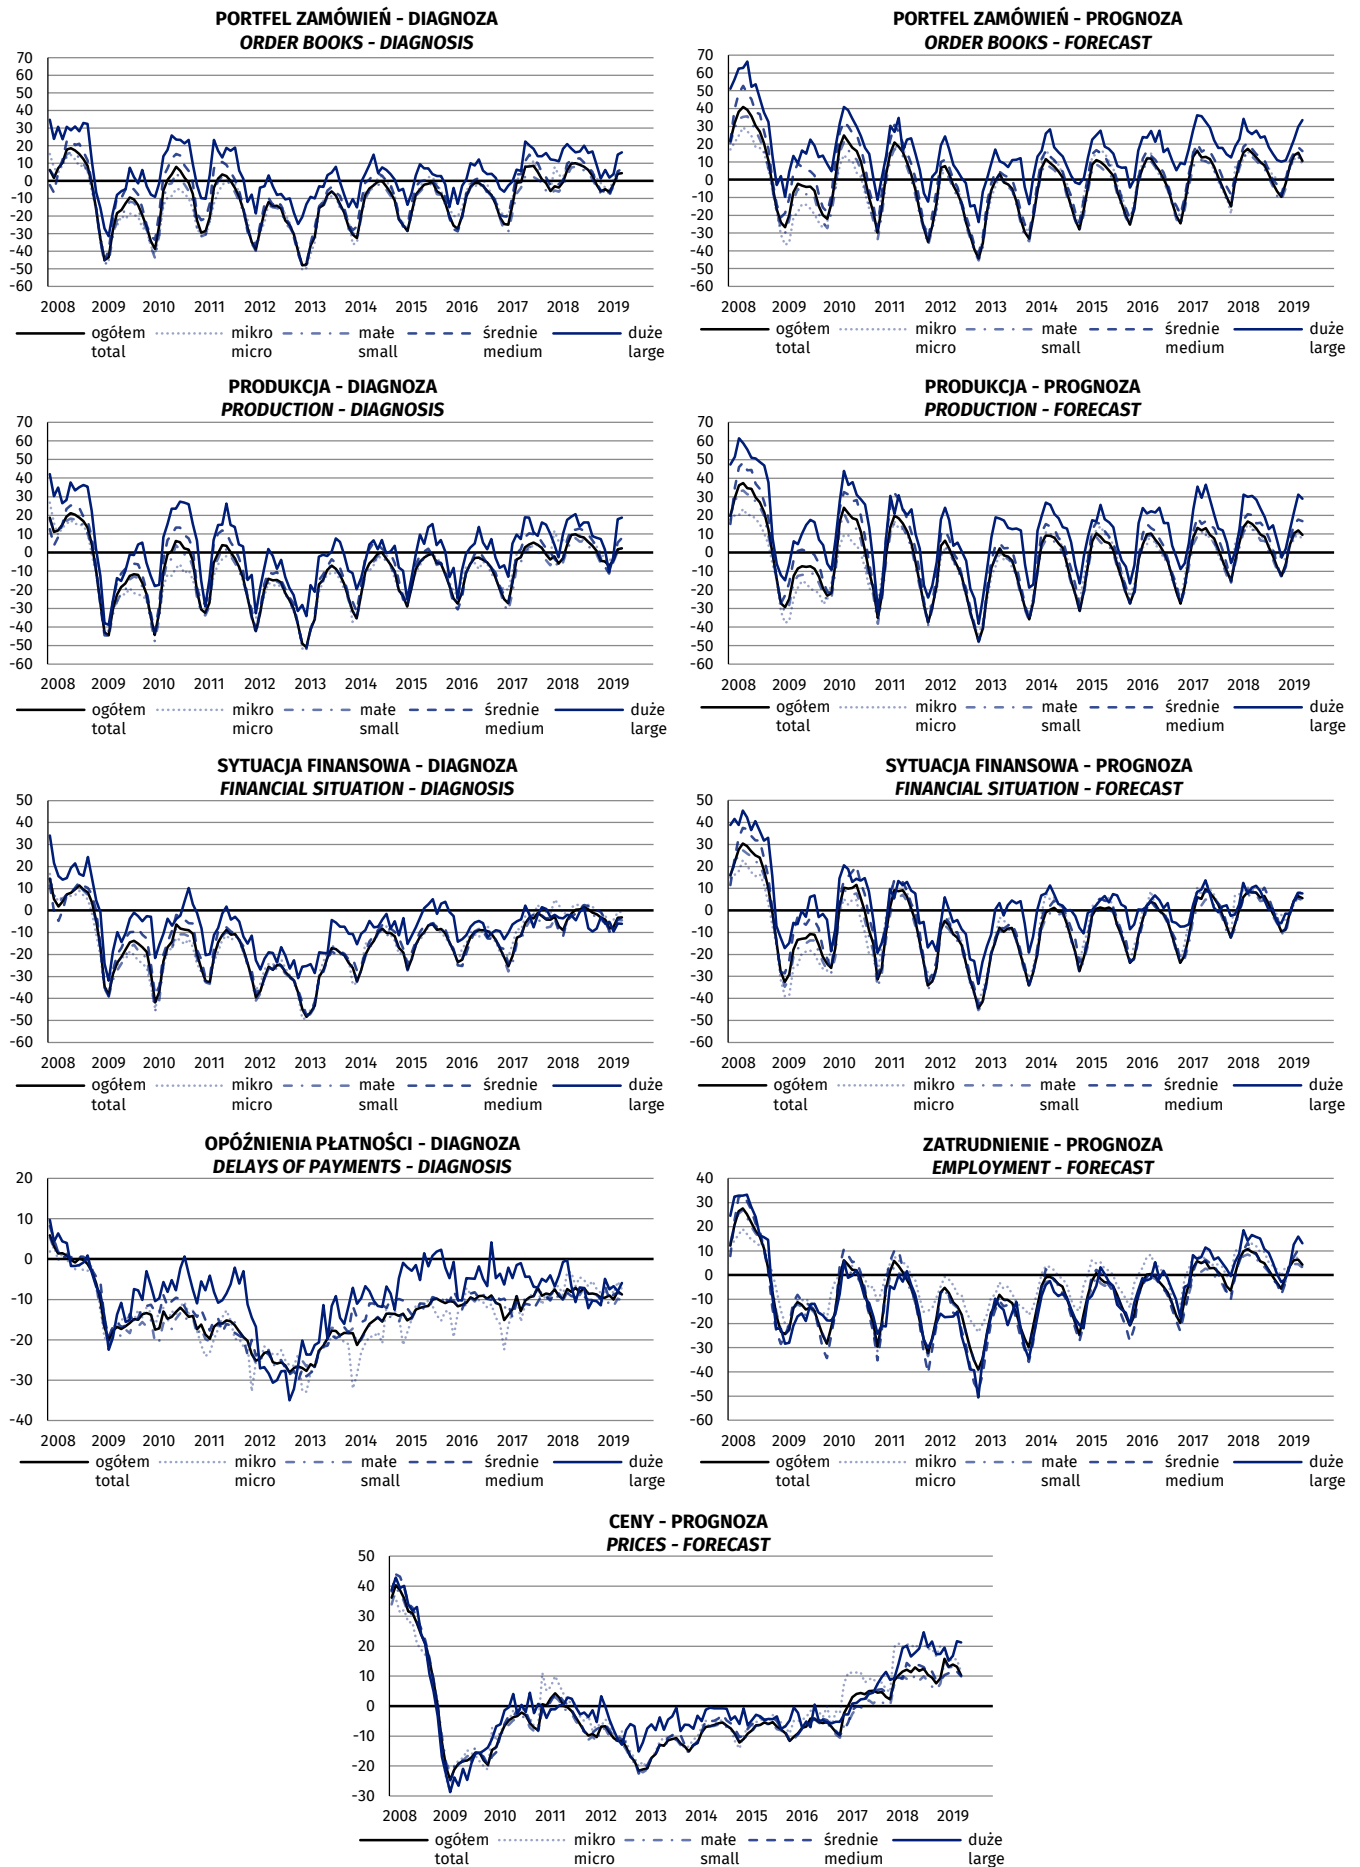 PORTFEL ZAMÓWIEŃ - DIAGNOZA
ORDER BOOKS - DIAGNOSIS
70
60
50
40
30
20
10
0
-10
-20
-30
-40
-50
-60
2008 2009 2010 2011 2012 2013 2014 2015 2016 2017 2018 2019
ogółem mikro małe średnie duże
total micro small medium large
PORTFEL ZAMÓWIEŃ - PROGNOZA
ORDER BOOKS - FORECAST
70
60
50
40
30
20
10
0
-10
-20
-30
-40
-50
-60
2008 2009 2010 2011 2012 2013 2014 2015 2016 2017 2018 2019
ogółem mikro małe średnie duże
total micro small medium large
PRODUKCJA - DIAGNOZA
PRODUCTION - DIAGNOSIS
70
60
50
40
30
20
10
0
-10
-20
-30
-40
-50
-60
2008 2009 2010 2011 2012 2013 2014 2015 2016 2017 2018 2019
ogółem mikro małe średnie duże
total micro small medium large
PRODUKCJA - PROGNOZA
PRODUCTION - FORECAST
70
60
50
40
30
20
10
0
-10
-20
-30
-40
-50
-60
2008 2009 2010 2011 2012 2013 2014 2015 2016 2017 2018 2019
ogółem mikro małe średnie duże
total micro small medium large
SYTUACJA FINANSOWA - DIAGNOZA
FINANCIAL SITUATION - DIAGNOSIS
50
40
30
20
10
0
-10
-20
-30
-40
-50
-60
2008 2009 2010 2011 2012 2013 2014 2015 2016 2017 2018 2019
ogółem mikro małe średnie duże
total micro small medium large
SYTUACJA FINANSOWA - PROGNOZA
FINANCIAL SITUATION - FORECAST
50
40
30
20
10
0
-10
-20
-30
-40
-50
-60
2008 2009 2010 2011 2012 2013 2014 2015 2016 2017 2018 2019
ogółem mikro małe średnie duże
total micro small medium large
OPÓŹNIENIA PŁATNOŚCI - DIAGNOZA
DELAYS OF PAYMENTS - DIAGNOSIS
20
10
0
-10
-20
-30
-40
2008 2009 2010 2011 2012 2013 2014 2015 2016 2017 2018 2019
ogółem mikro małe średnie duże
total micro small medium large
ZATRUDNIENIE - PROGNOZA
EMPLOYMENT - FORECAST
40
30
20
10
0
-10
-20
-30
-40
-50
-60
2008 2009 2010 2011 2012 2013 2014 2015 2016 2017 2018 2019
ogółem mikro małe średnie duże
total micro small medium large
CENY - PROGNOZA
PRICES - FORECAST
50
40
30
20
10
0
-10
-20
-30
2008 2009 2010 2011 2012 2013 2014 2015 2016 2017 2018 2019
ogółem mikro małe średnie duże
total micro small medium large